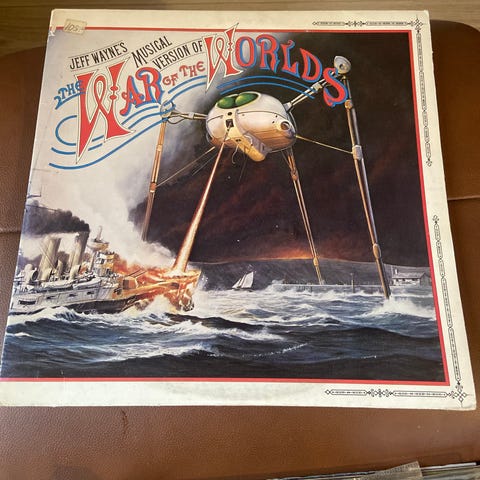 JEFF WAYNE'S
MUSICAL
VERSION OF
THE WAR OF THE WORLDS